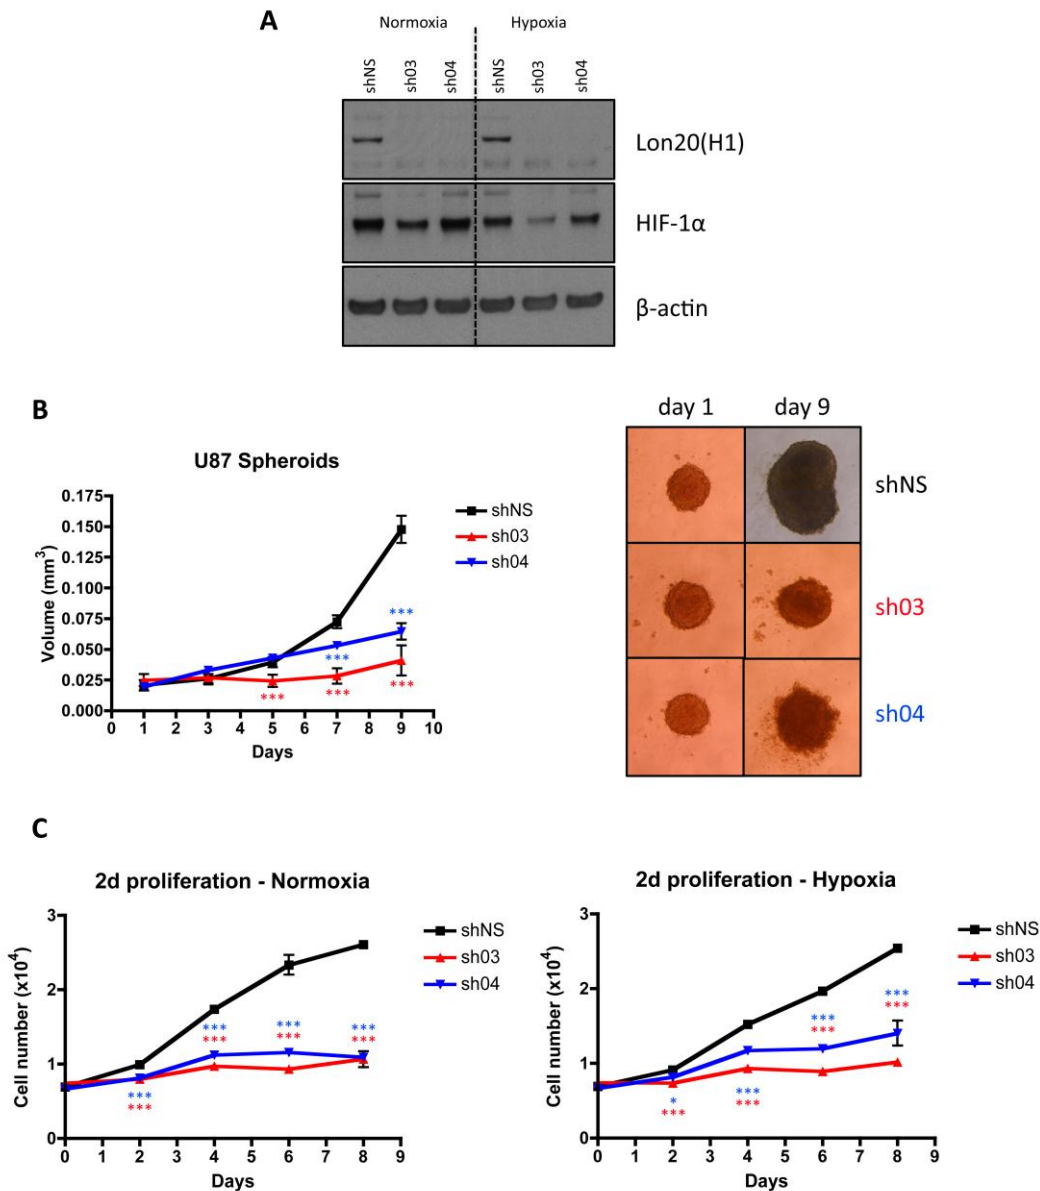 A
Normoxia Hypoxia
shNS sh03 sh04 shNS sh03 sh04
Lon20(H1)
HIF-1α
β-actin
B
day 1 day 9
U87 Spheroids
0.175
0.150
0.125
0.100
0.075
0.050
0.025
0.000
Volume (mm3)
0 1 2 3 4 5 6 7 8 9 10
Days
shNS
sh03
sh04
***
***
***
***
***
shNS
sh03
sh04
C
2d proliferation - Normoxia
3
2
1
0
Cell number (x10⁴)
0 1 2 3 4 5 6 7 8 9
Days
shNS
sh03
sh04
*** *** ***
*** *** ***
***
***
2d proliferation - Hypoxia
3
2
1
0
Cell number (x10⁴)
0 1 2 3 4 5 6 7 8 9
Days
shNS
sh03
sh04
***
***
***
***
* ***
*** ***